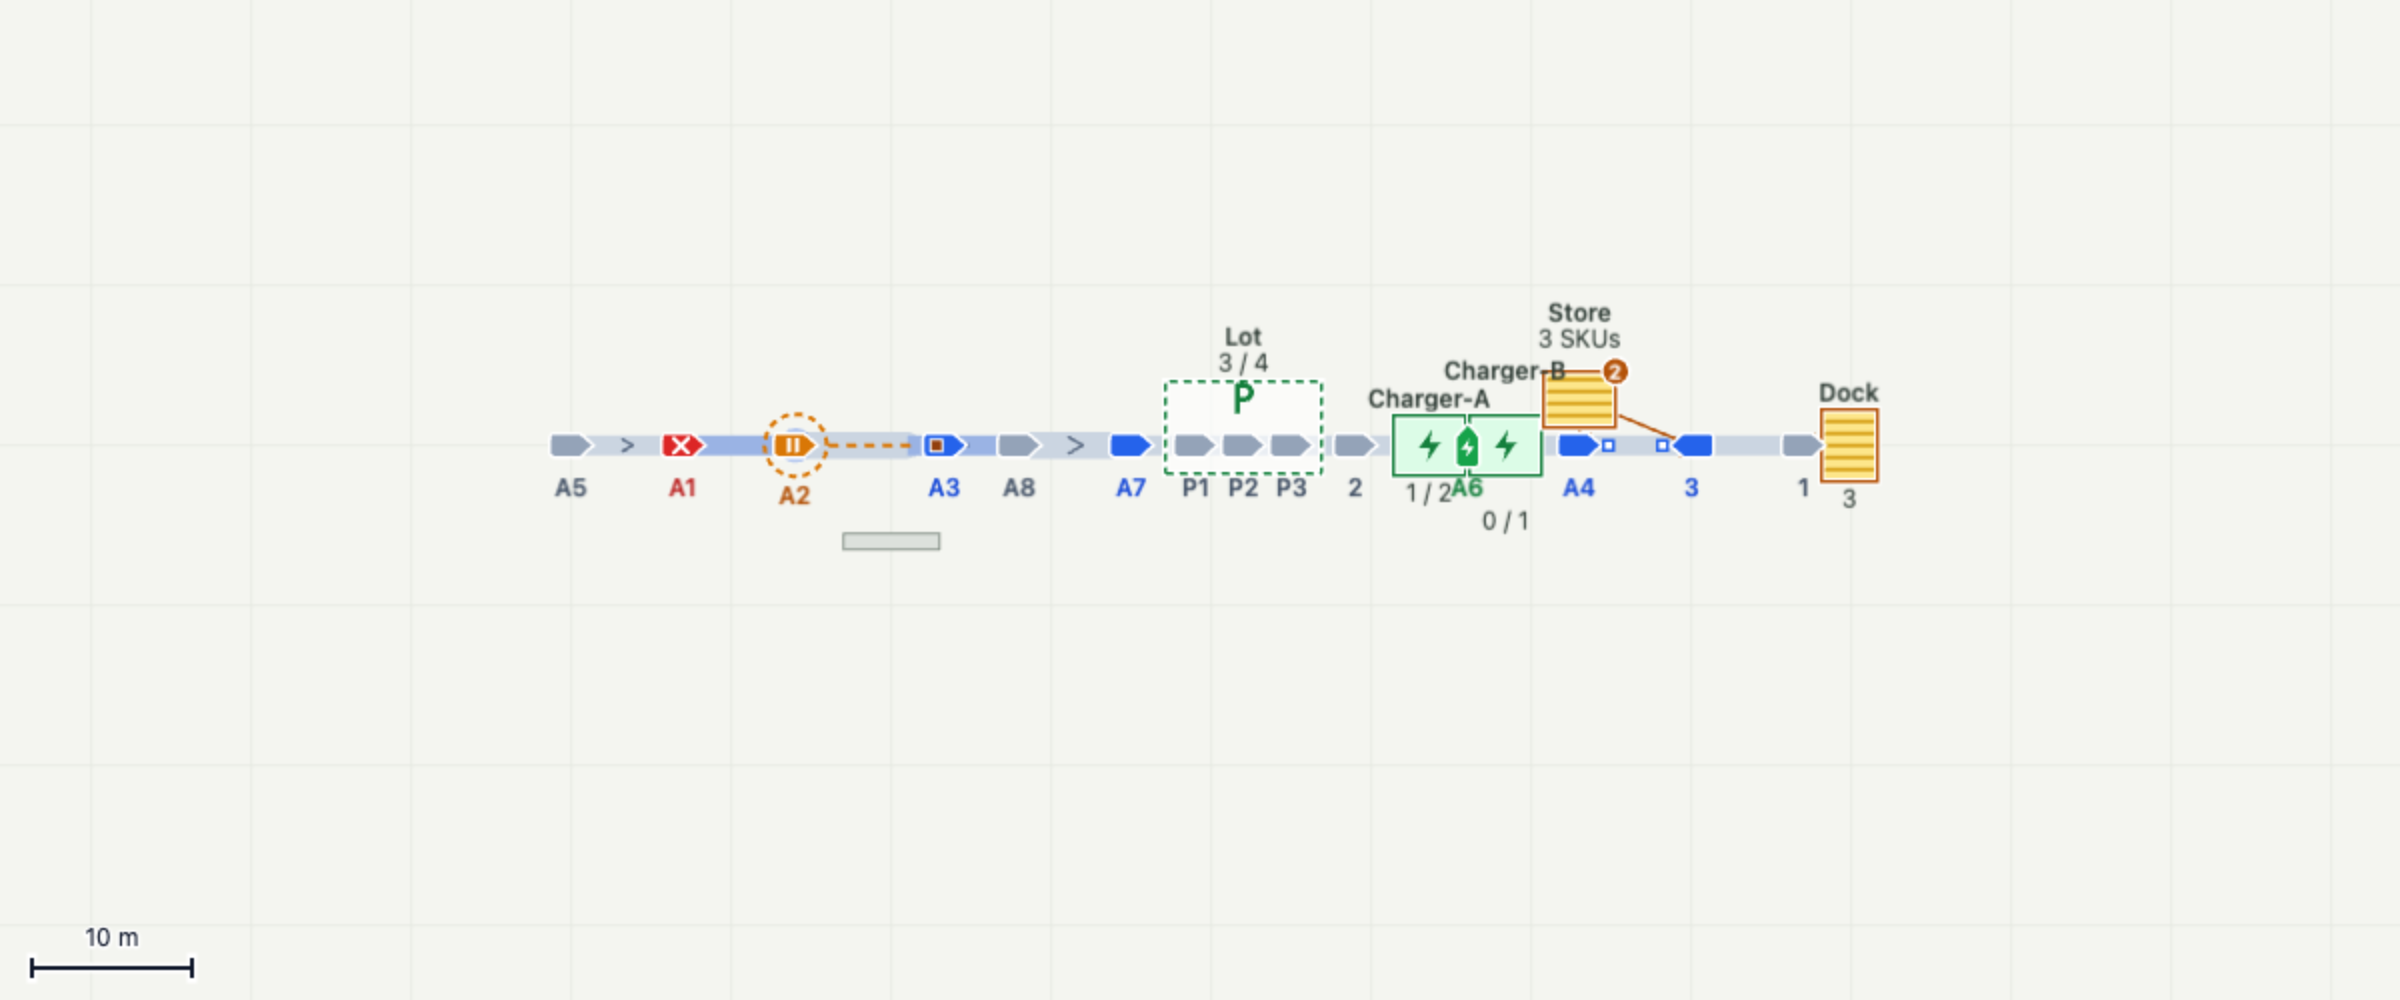 Store
3 SKUs
Lot
3 / 4
P
Charger-B
2
Charger-A
Dock
A5
A1
A2
A3
A8
A7
P1
P2
P3
2
1 / 2
A6
A4
3
1
3
0 / 1
10 m